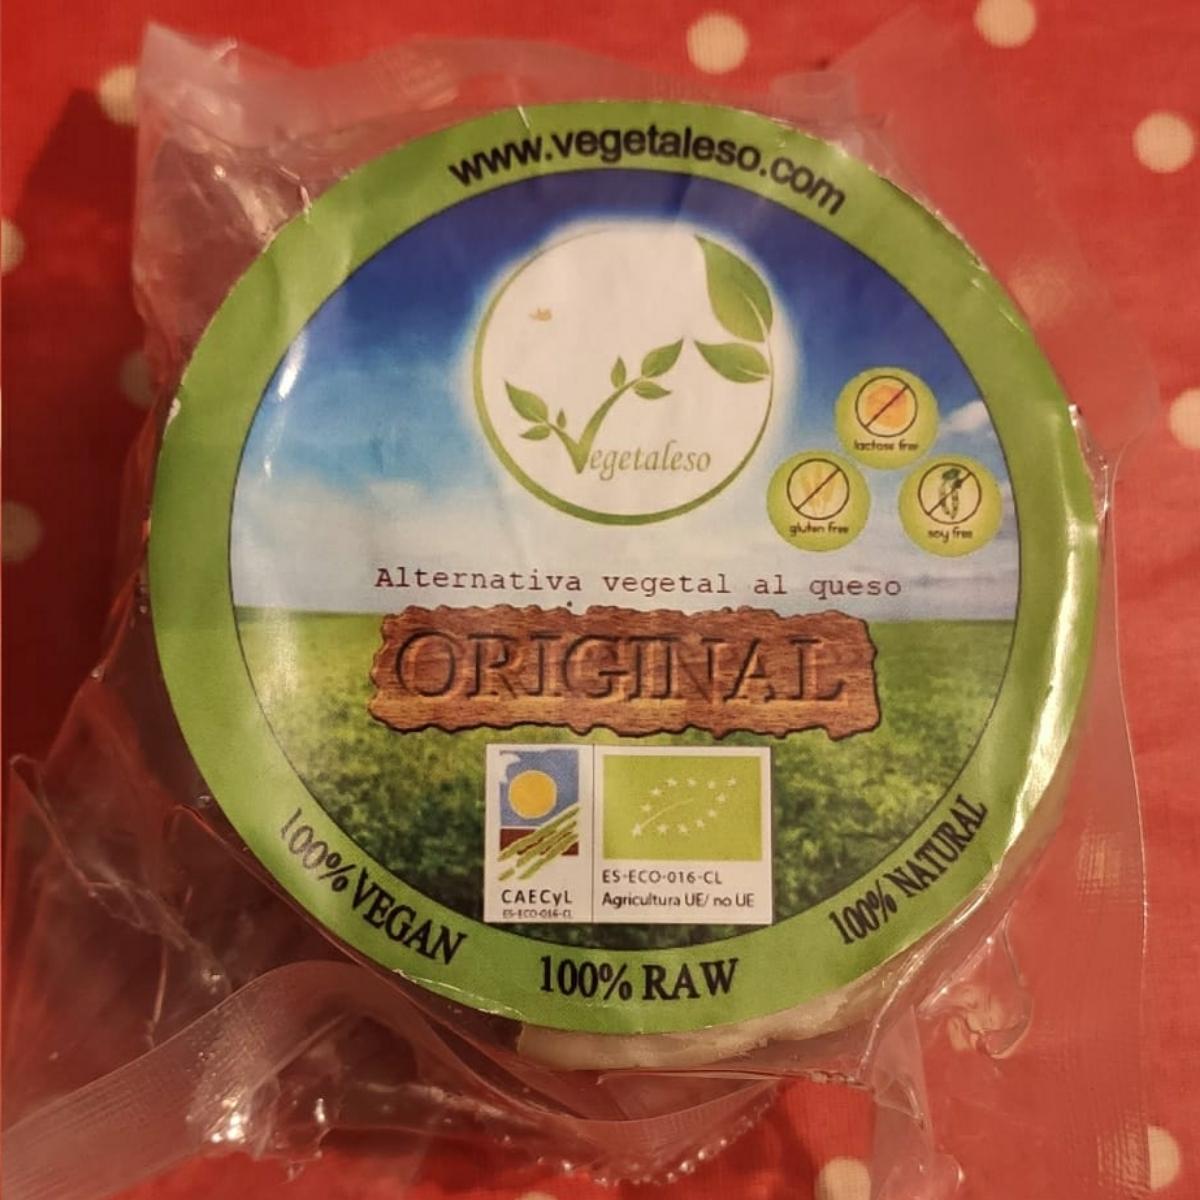 www.vegetaleso.com
Vegetaleso
lactose free
gluten free
soy free
Alternativa vegetal al queso
ORIGINAL
CAECyL
ES-ECO-016-CL
ES-ECO-016-CL
Agricultura UE/ no UE
100% VEGAN
100% RAW
100% NATURAL